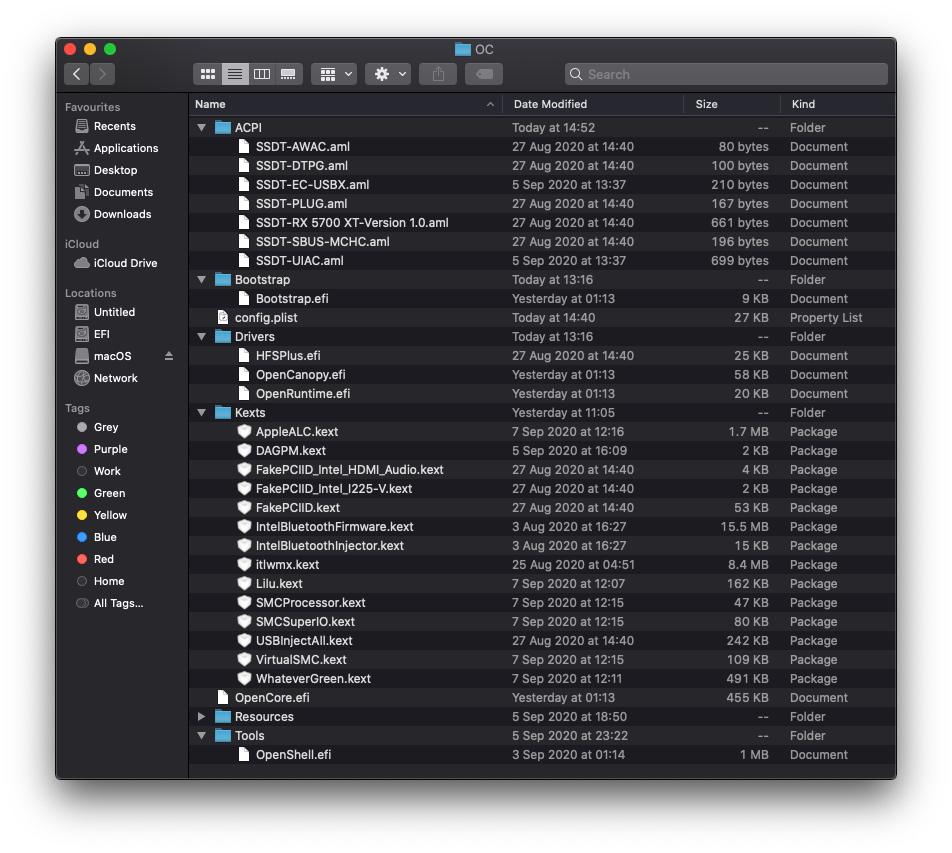 OC
Search
Favourites
Recents
Applications
Desktop
Documents
Downloads
iCloud
iCloud Drive
Locations
Untitled
EFI
macOS
Network
Tags
Grey
Purple
Work
Green
Yellow
Blue
Red
Home
All Tags...
Name Date Modified Size Kind
ACPI Today at 14:52 -- Folder
SSDT-AWAC.aml 27 Aug 2020 at 14:40 80 bytes Document
SSDT-DTPG.aml 27 Aug 2020 at 14:40 100 bytes Document
SSDT-EC-USBX.aml 5 Sep 2020 at 13:37 210 bytes Document
SSDT-PLUG.aml 27 Aug 2020 at 14:40 167 bytes Document
SSDT-RX 5700 XT-Version 1.0.aml 27 Aug 2020 at 14:40 661 bytes Document
SSDT-SBUS-MCHC.aml 27 Aug 2020 at 14:40 196 bytes Document
SSDT-UIAC.aml 5 Sep 2020 at 13:37 699 bytes Document
Bootstrap Today at 13:16 -- Folder
Bootstrap.efi Yesterday at 01:13 9 KB Document
config.plist Today at 14:40 27 KB Property List
Drivers Today at 13:16 -- Folder
HFSPlus.efi 27 Aug 2020 at 14:40 25 KB Document
OpenCanopy.efi Yesterday at 01:13 58 KB Document
OpenRuntime.efi Yesterday at 01:13 20 KB Document
Kexts Yesterday at 11:05 -- Folder
AppleALC.kext 7 Sep 2020 at 12:16 1.7 MB Package
DAGPM.kext 5 Sep 2020 at 16:09 2 KB Package
FakePCIID_Intel_HDMI_Audio.kext 27 Aug 2020 at 14:40 4 KB Package
FakePCIID_Intel_I225-V.kext 27 Aug 2020 at 14:40 2 KB Package
FakePCIID.kext 27 Aug 2020 at 14:40 53 KB Package
IntelBluetoothFirmware.kext 3 Aug 2020 at 16:27 15.5 MB Package
IntelBluetoothInjector.kext 3 Aug 2020 at 16:27 15 KB Package
itlwmx.kext 25 Aug 2020 at 04:51 8.4 MB Package
Lilu.kext 7 Sep 2020 at 12:07 162 KB Package
SMCProcessor.kext 7 Sep 2020 at 12:15 47 KB Package
SMCSuperIO.kext 7 Sep 2020 at 12:15 80 KB Package
USBInjectAll.kext 27 Aug 2020 at 14:40 242 KB Package
VirtualSMC.kext 7 Sep 2020 at 12:15 109 KB Package
WhateverGreen.kext 7 Sep 2020 at 12:11 491 KB Package
OpenCore.efi Yesterday at 01:13 455 KB Document
Resources 5 Sep 2020 at 18:50 -- Folder
Tools 5 Sep 2020 at 23:22 -- Folder
OpenShell.efi 3 Sep 2020 at 01:14 1 MB Document